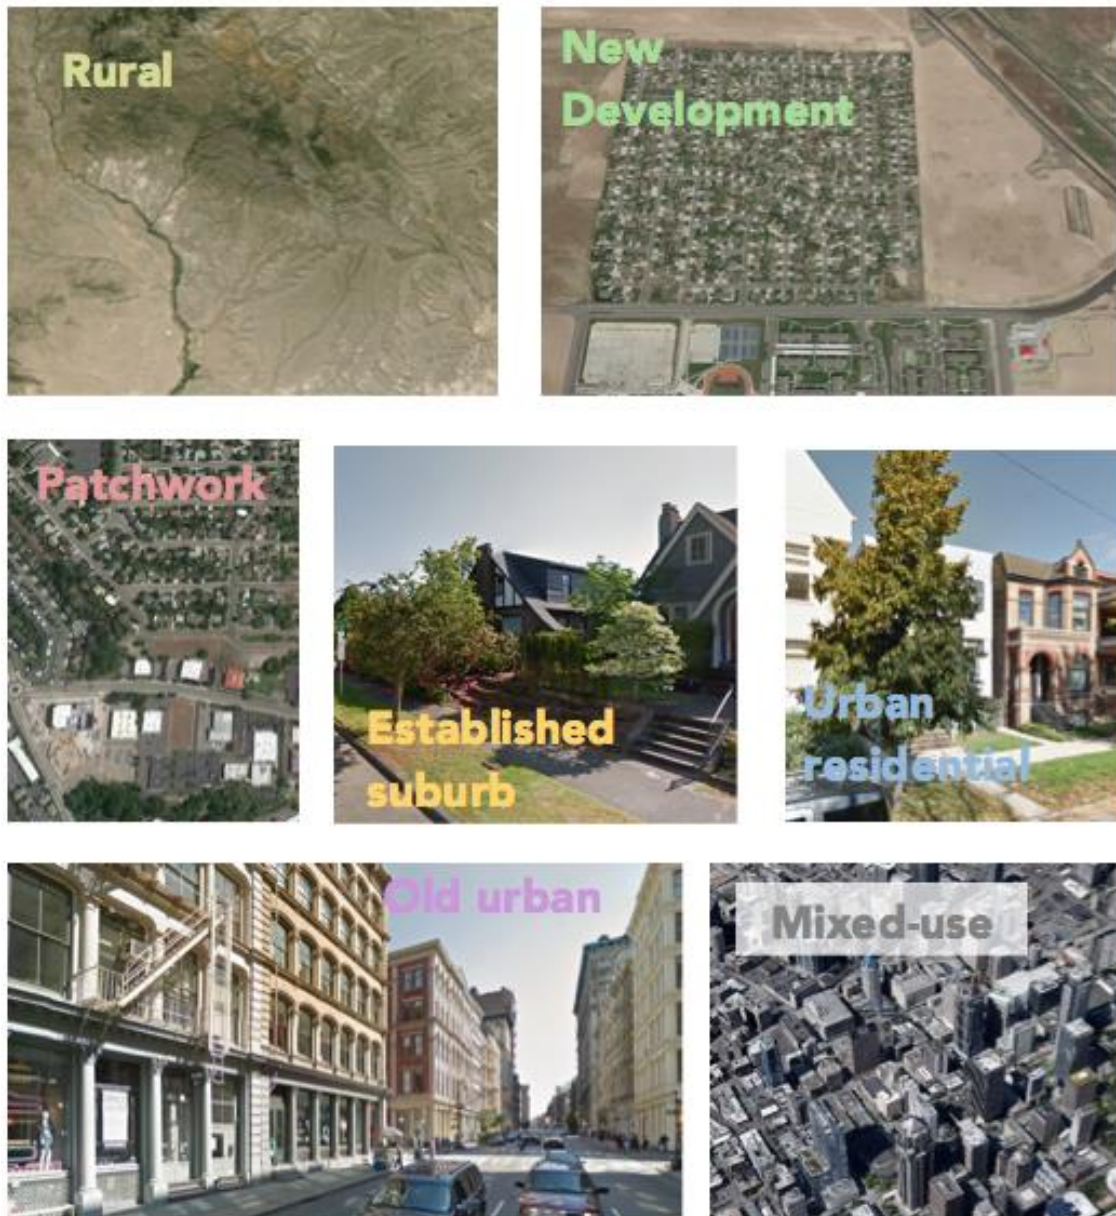 Rural
New
Development
Patchwork
Established
suburb
Urban
residential
Old urban
Mixed-use